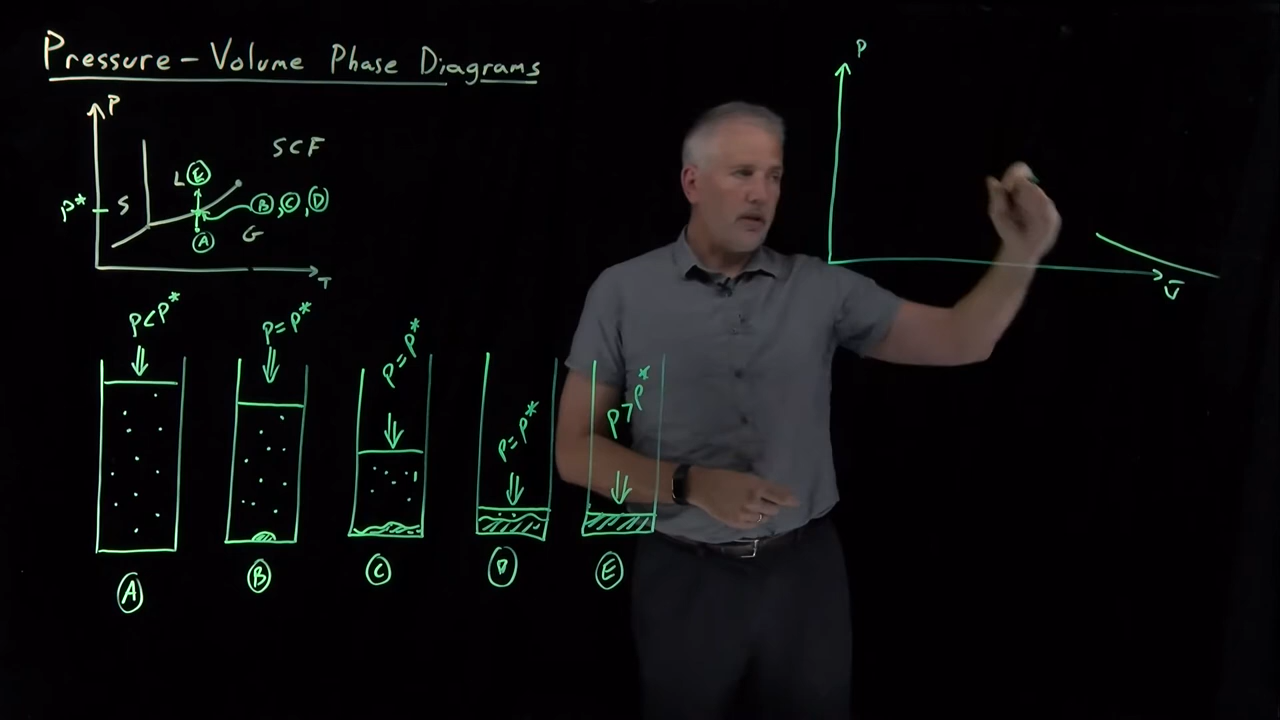 Pressure - Volume Phase Diagrams
P
P
SCF
L E
P* S B, C, D
A G
T
V̄
P<P*
P=P*
P=P*
P=P*
P>P*
A
B
C
D
E